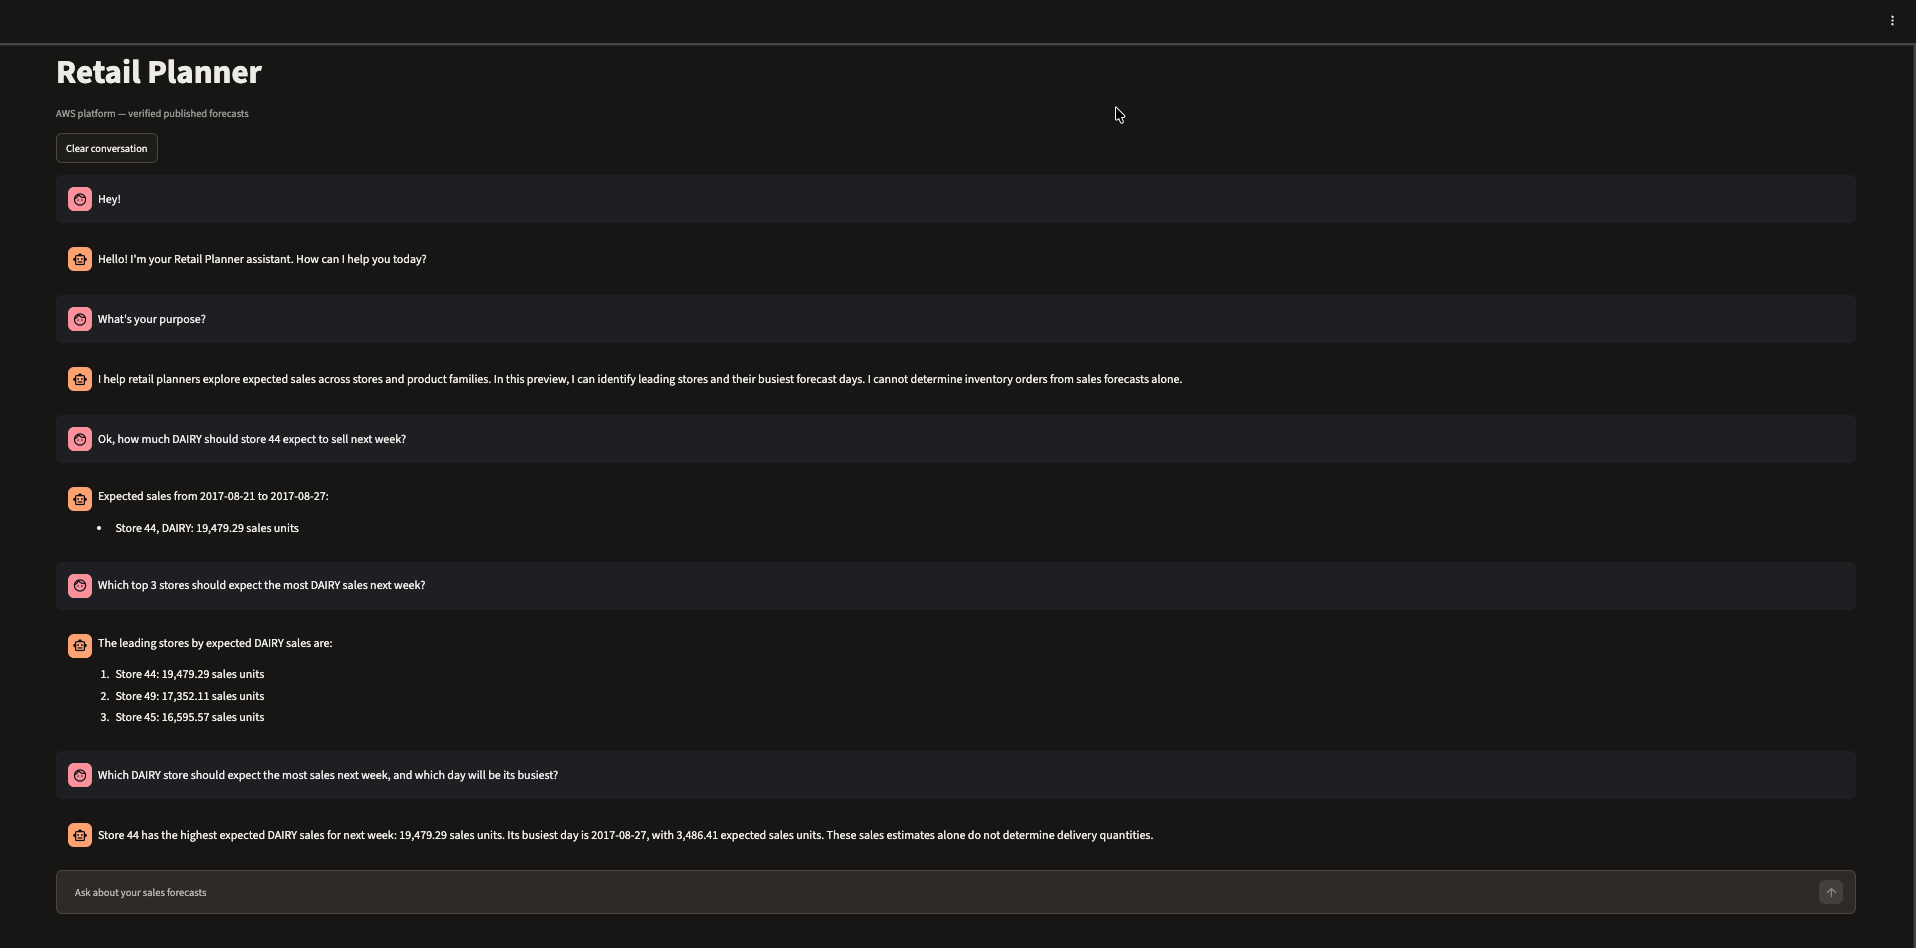 Retail Planner
AWS platform — verified published forecasts
Clear conversation
Hey!
Hello! I'm your Retail Planner assistant. How can I help you today?
What's your purpose?
I help retail planners explore expected sales across stores and product families. In this preview, I can identify leading stores and their busiest forecast days. I cannot determine inventory orders from sales forecasts alone.
Ok, how much DAIRY should store 44 expect to sell next week?
Expected sales from 2017-08-21 to 2017-08-27:
• Store 44, DAIRY: 19,479.29 sales units
Which top 3 stores should expect the most DAIRY sales next week?
The leading stores by expected DAIRY sales are:
1. Store 44: 19,479.29 sales units
2. Store 49: 17,352.11 sales units
3. Store 45: 16,595.57 sales units
Which DAIRY store should expect the most sales next week, and which day will be its busiest?
Store 44 has the highest expected DAIRY sales for next week: 19,479.29 sales units. Its busiest day is 2017-08-27, with 3,486.41 expected sales units. These sales estimates alone do not determine delivery quantities.
Ask about your sales forecasts